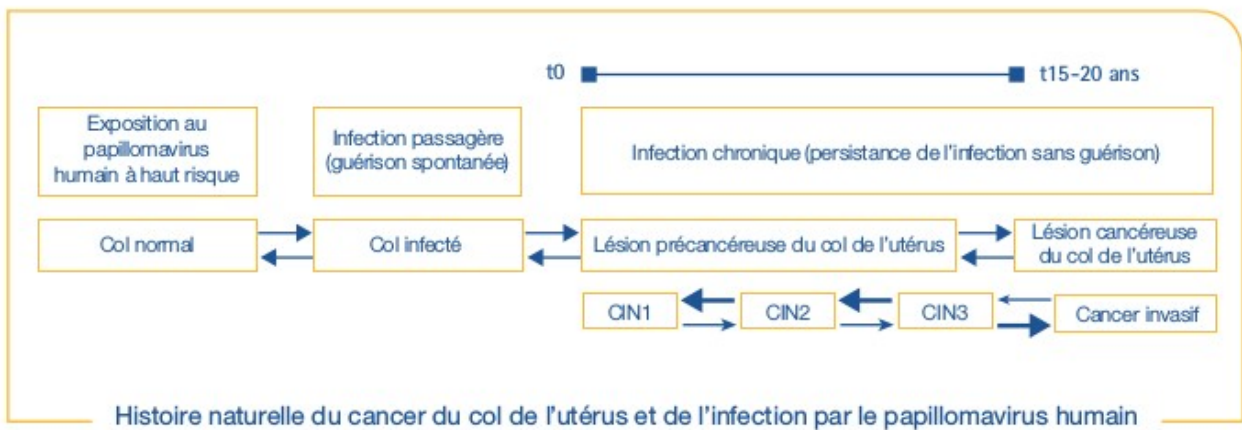 t0
t15-20 ans
Exposition au
papillomavirus
humain à haut risque
Infection passagère
(guérison spontanée)
Infection chronique (persistance de l'infection sans guérison)
Col normal
Col infecté
Lésion précancéreuse du col de l'utérus
Lésion cancéreuse
du col de l'utérus
CIN1
CIN2
CIN3
Cancer invasif
Histoire naturelle du cancer du col de l'utérus et de l'infection par le papillomavirus humain